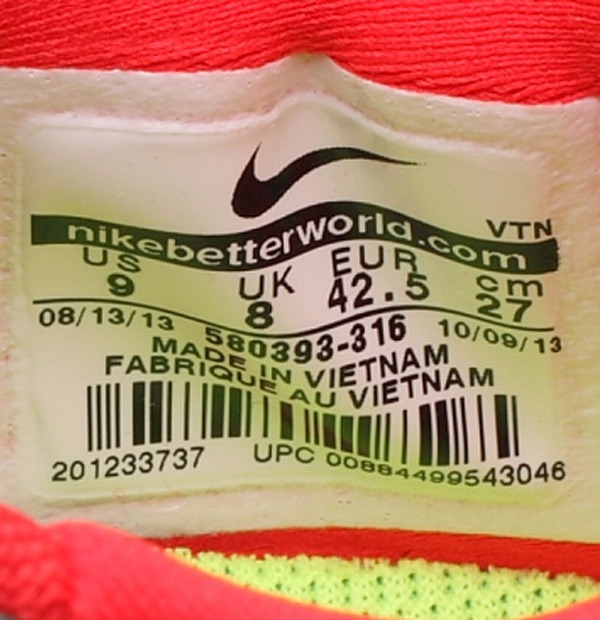 VTN
nikebetterworld.com
US UK EUR cm
9 8 42.5 27
08/13/13 580393-316 10/09/13
MADE IN VIETNAM
FABRIQUE AU VIETNAM
201233737 UPC 00884499543046